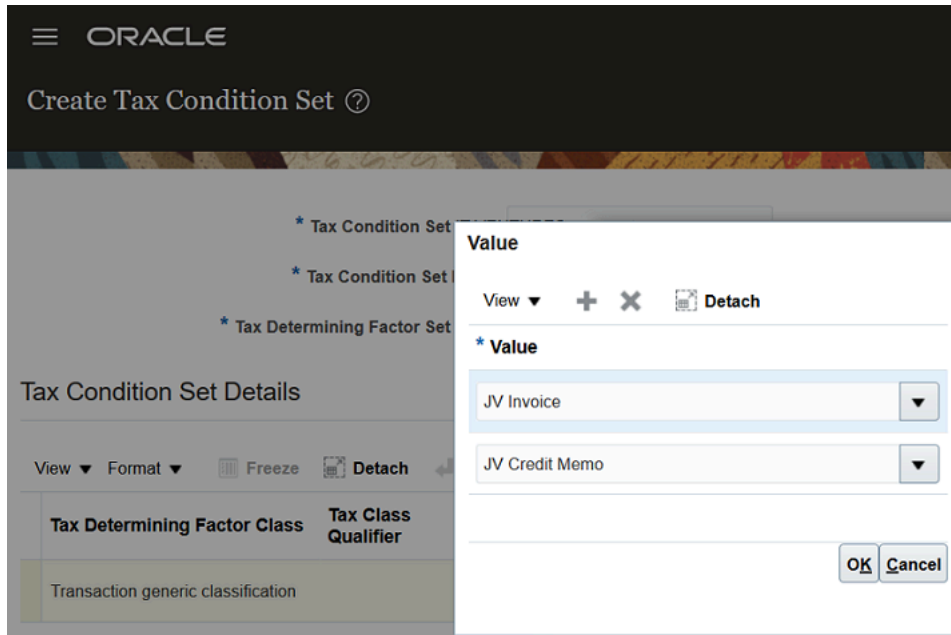 ORACLE
Create Tax Condition Set ?
* Tax Condition Set
* Tax Condition Set
* Tax Determining Factor Set
Tax Condition Set Details
View Format Freeze Detach
Tax Determining Factor Class Tax Class Qualifier
Transaction generic classification
Value
View Detach
* Value
JV Invoice
JV Credit Memo
OK Cancel